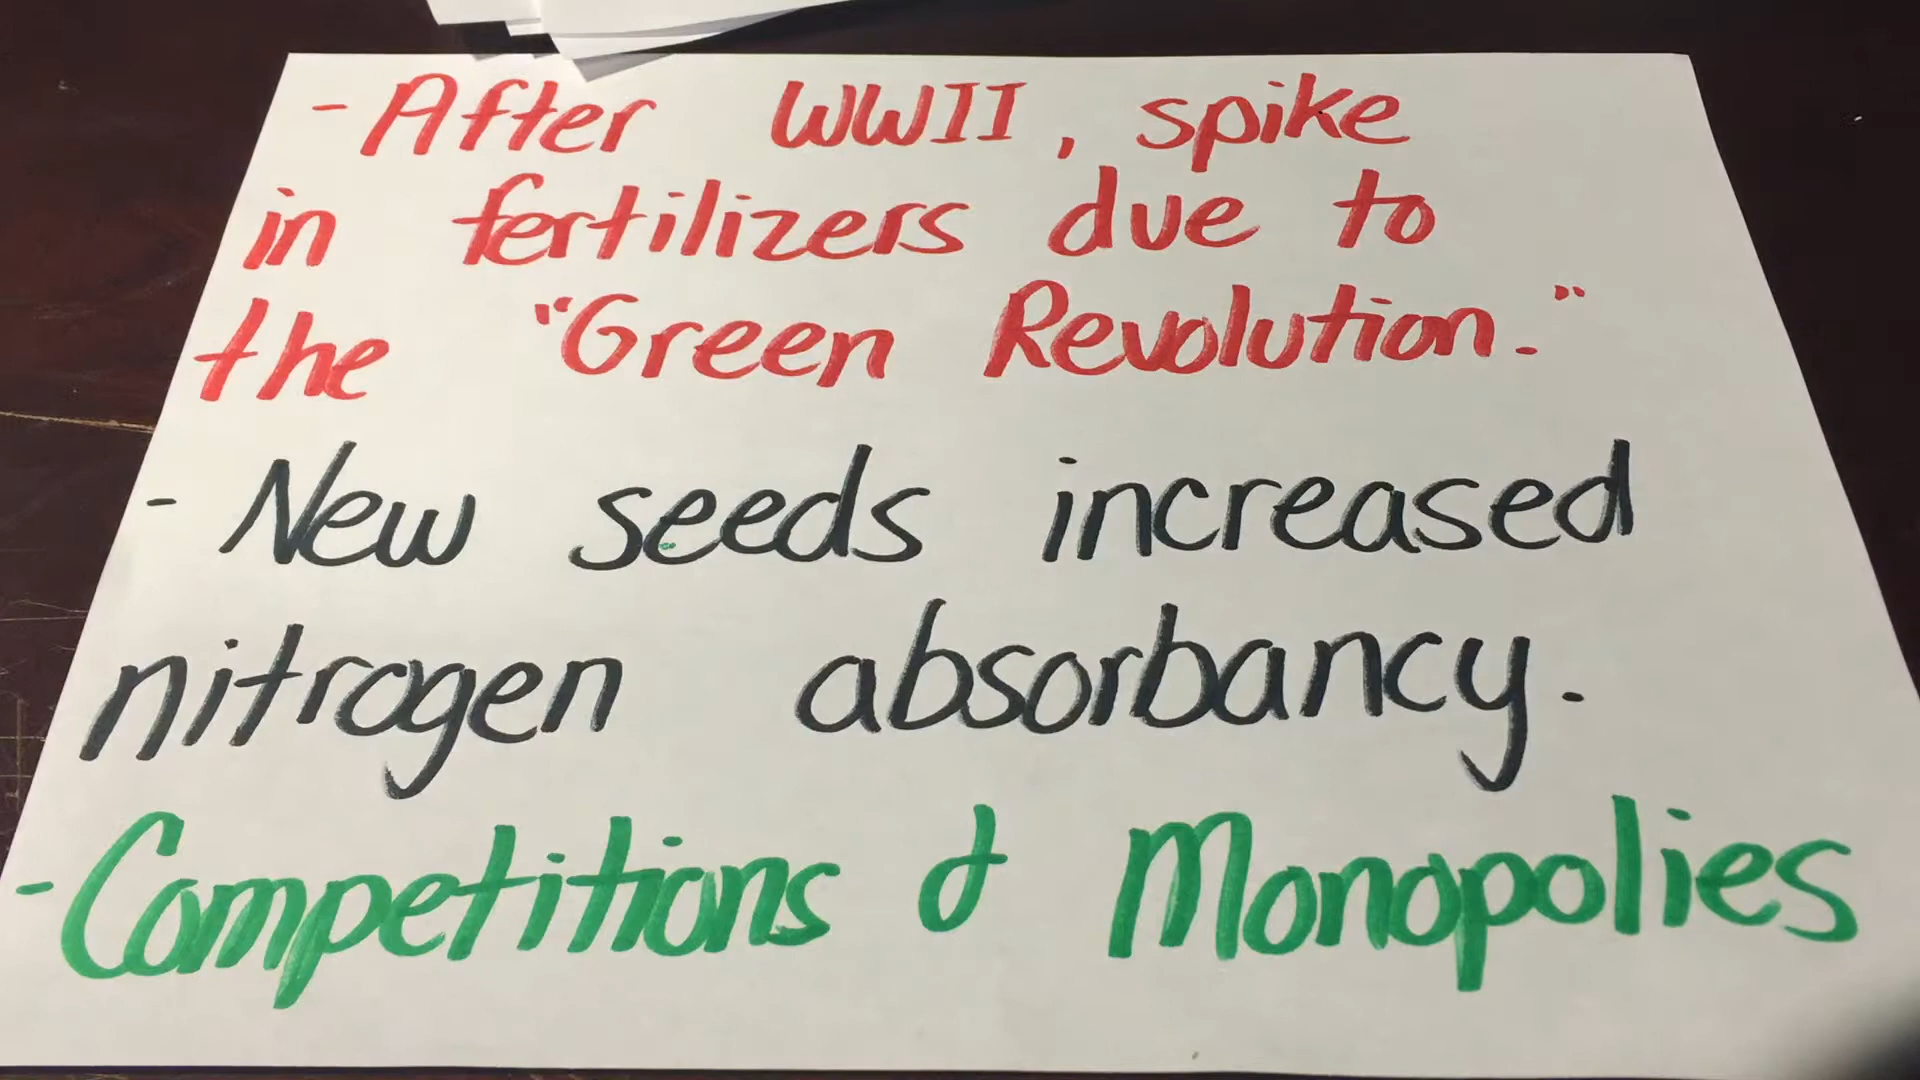 - After WWII, spike
in fertilizers due to
the "Green Revolution."
- New seeds increased
nitrogen absorbancy.
- Competitions & Monopolies